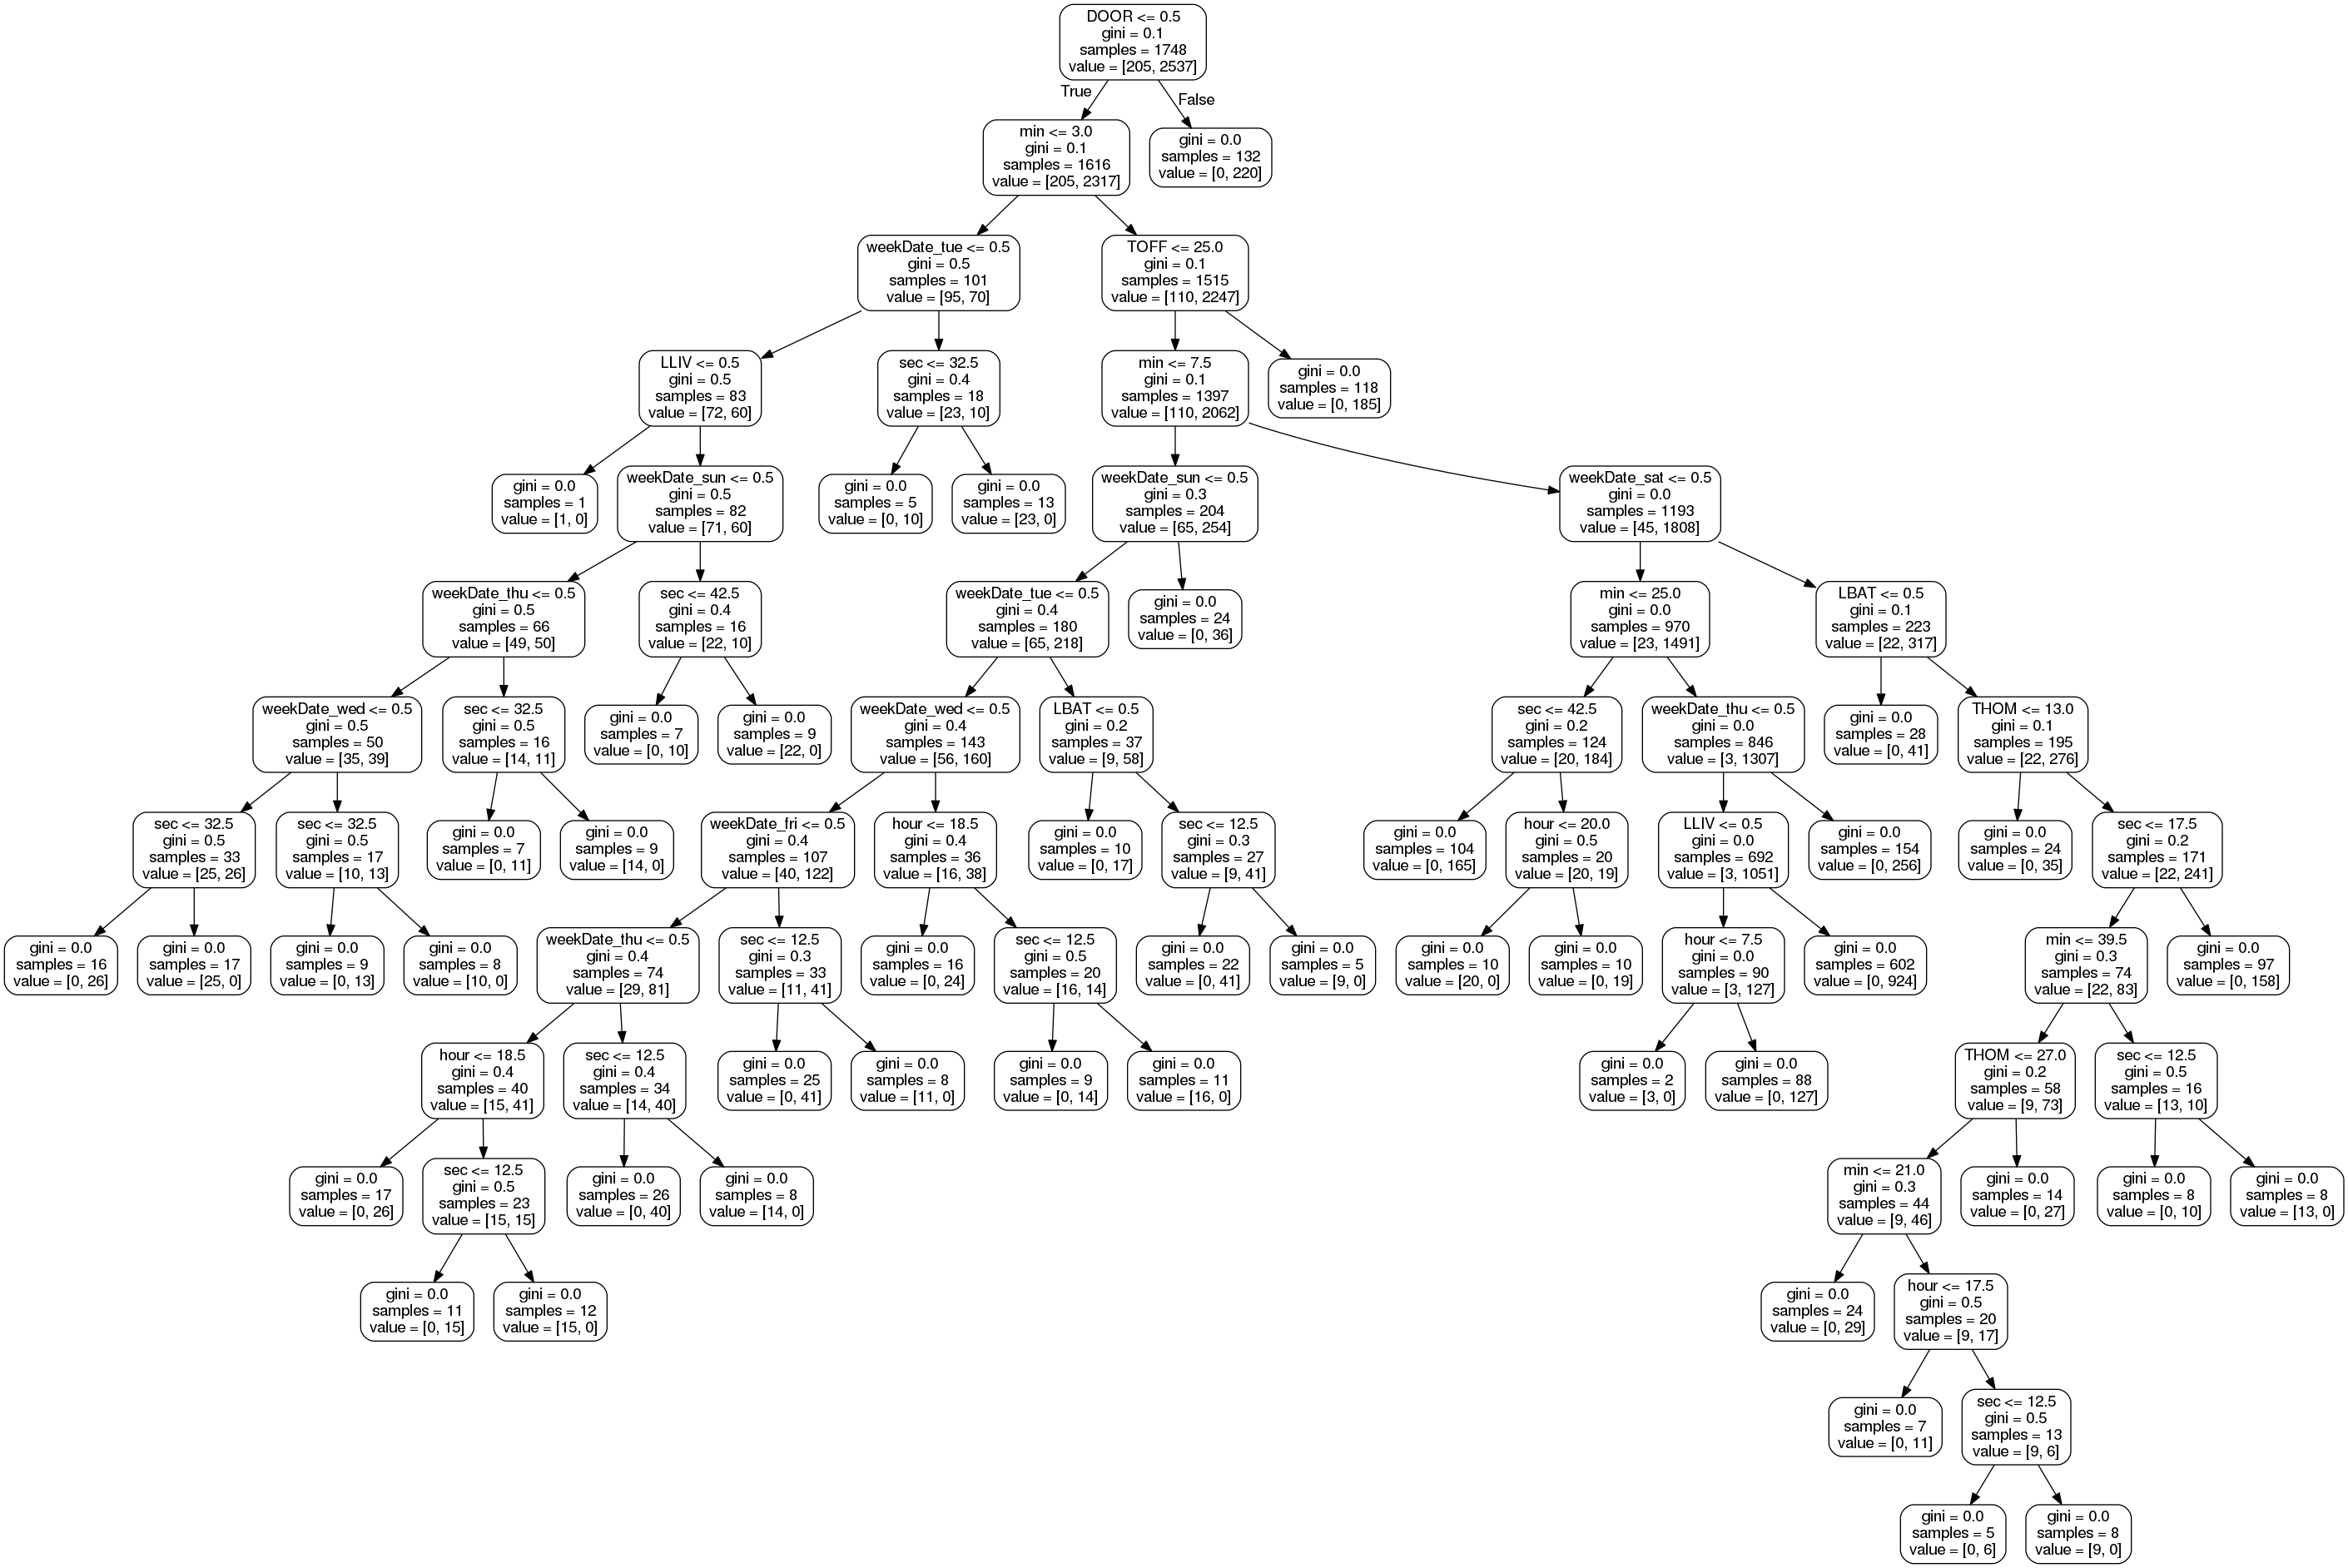 DOOR <= 0.5
gini = 0.1
samples = 1748
value = [205, 2537]
True
False
min <= 3.0
gini = 0.1
samples = 1616
value = [205, 2317]
gini = 0.0
samples = 132
value = [0, 220]
weekDate_tue <= 0.5
gini = 0.5
samples = 101
value = [95, 70]
TOFF <= 25.0
gini = 0.1
samples = 1515
value = [110, 2247]
LLIV <= 0.5
gini = 0.5
samples = 83
value = [72, 60]
sec <= 32.5
gini = 0.4
samples = 18
value = [23, 10]
min <= 7.5
gini = 0.1
samples = 1397
value = [110, 2062]
gini = 0.0
samples = 118
value = [0, 185]
gini = 0.0
samples = 1
value = [1, 0]
weekDate_sun <= 0.5
gini = 0.5
samples = 82
value = [71, 60]
gini = 0.0
samples = 5
value = [0, 10]
gini = 0.0
samples = 13
value = [23, 0]
weekDate_sun <= 0.5
gini = 0.3
samples = 204
value = [65, 254]
weekDate_sat <= 0.5
gini = 0.0
samples = 1193
value = [45, 1808]
weekDate_thu <= 0.5
gini = 0.5
samples = 66
value = [49, 50]
sec <= 42.5
gini = 0.4
samples = 16
value = [22, 10]
weekDate_tue <= 0.5
gini = 0.4
samples = 180
value = [65, 218]
gini = 0.0
samples = 24
value = [0, 36]
min <= 25.0
gini = 0.0
samples = 970
value = [23, 1491]
LBAT <= 0.5
gini = 0.1
samples = 223
value = [22, 317]
weekDate_wed <= 0.5
gini = 0.5
samples = 50
value = [35, 39]
sec <= 32.5
gini = 0.5
samples = 16
value = [14, 11]
gini = 0.0
samples = 7
value = [0, 10]
gini = 0.0
samples = 9
value = [22, 0]
weekDate_wed <= 0.5
gini = 0.4
samples = 143
value = [56, 160]
LBAT <= 0.5
gini = 0.2
samples = 37
value = [9, 58]
sec <= 42.5
gini = 0.2
samples = 124
value = [20, 184]
weekDate_thu <= 0.5
gini = 0.0
samples = 846
value = [3, 1307]
gini = 0.0
samples = 28
value = [0, 41]
THOM <= 13.0
gini = 0.1
samples = 195
value = [22, 276]
sec <= 32.5
gini = 0.5
samples = 33
value = [25, 26]
sec <= 32.5
gini = 0.5
samples = 17
value = [10, 13]
gini = 0.0
samples = 7
value = [0, 11]
gini = 0.0
samples = 9
value = [14, 0]
weekDate_fri <= 0.5
gini = 0.4
samples = 107
value = [40, 122]
hour <= 18.5
gini = 0.4
samples = 36
value = [16, 38]
gini = 0.0
samples = 10
value = [0, 17]
sec <= 12.5
gini = 0.3
samples = 27
value = [9, 41]
gini = 0.0
samples = 104
value = [0, 165]
hour <= 20.0
gini = 0.5
samples = 20
value = [20, 19]
LLIV <= 0.5
gini = 0.0
samples = 692
value = [3, 1051]
gini = 0.0
samples = 154
value = [0, 256]
gini = 0.0
samples = 24
value = [0, 35]
sec <= 17.5
gini = 0.2
samples = 171
value = [22, 241]
gini = 0.0
samples = 16
value = [0, 26]
gini = 0.0
samples = 17
value = [25, 0]
gini = 0.0
samples = 9
value = [0, 13]
gini = 0.0
samples = 8
value = [10, 0]
weekDate_thu <= 0.5
gini = 0.4
samples = 74
value = [29, 81]
sec <= 12.5
gini = 0.3
samples = 33
value = [11, 41]
gini = 0.0
samples = 16
value = [0, 24]
sec <= 12.5
gini = 0.5
samples = 20
value = [16, 14]
gini = 0.0
samples = 22
value = [0, 41]
gini = 0.0
samples = 5
value = [9, 0]
gini = 0.0
samples = 10
value = [20, 0]
gini = 0.0
samples = 10
value = [0, 19]
hour <= 7.5
gini = 0.0
samples = 90
value = [3, 127]
gini = 0.0
samples = 602
value = [0, 924]
min <= 39.5
gini = 0.3
samples = 74
value = [22, 83]
gini = 0.0
samples = 97
value = [0, 158]
hour <= 18.5
gini = 0.4
samples = 40
value = [15, 41]
sec <= 12.5
gini = 0.4
samples = 34
value = [14, 40]
gini = 0.0
samples = 25
value = [0, 41]
gini = 0.0
samples = 8
value = [11, 0]
gini = 0.0
samples = 9
value = [0, 14]
gini = 0.0
samples = 11
value = [16, 0]
gini = 0.0
samples = 2
value = [3, 0]
gini = 0.0
samples = 88
value = [0, 127]
THOM <= 27.0
gini = 0.2
samples = 58
value = [9, 73]
sec <= 12.5
gini = 0.5
samples = 16
value = [13, 10]
gini = 0.0
samples = 17
value = [0, 26]
sec <= 12.5
gini = 0.5
samples = 23
value = [15, 15]
gini = 0.0
samples = 26
value = [0, 40]
gini = 0.0
samples = 8
value = [14, 0]
min <= 21.0
gini = 0.3
samples = 44
value = [9, 46]
gini = 0.0
samples = 14
value = [0, 27]
gini = 0.0
samples = 8
value = [0, 10]
gini = 0.0
samples = 8
value = [13, 0]
gini = 0.0
samples = 11
value = [0, 15]
gini = 0.0
samples = 12
value = [15, 0]
gini = 0.0
samples = 24
value = [0, 29]
hour <= 17.5
gini = 0.5
samples = 20
value = [9, 17]
gini = 0.0
samples = 7
value = [0, 11]
sec <= 12.5
gini = 0.5
samples = 13
value = [9, 6]
gini = 0.0
samples = 5
value = [0, 6]
gini = 0.0
samples = 8
value = [9, 0]